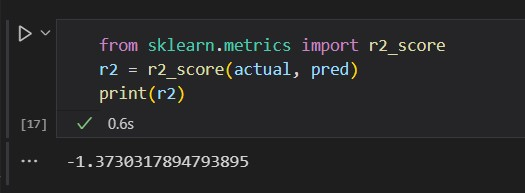 from sklearn.metrics import r2_score
r2 = r2_score(actual, pred)
print(r2)
[17] 0.6s
... -1.3730317894793895